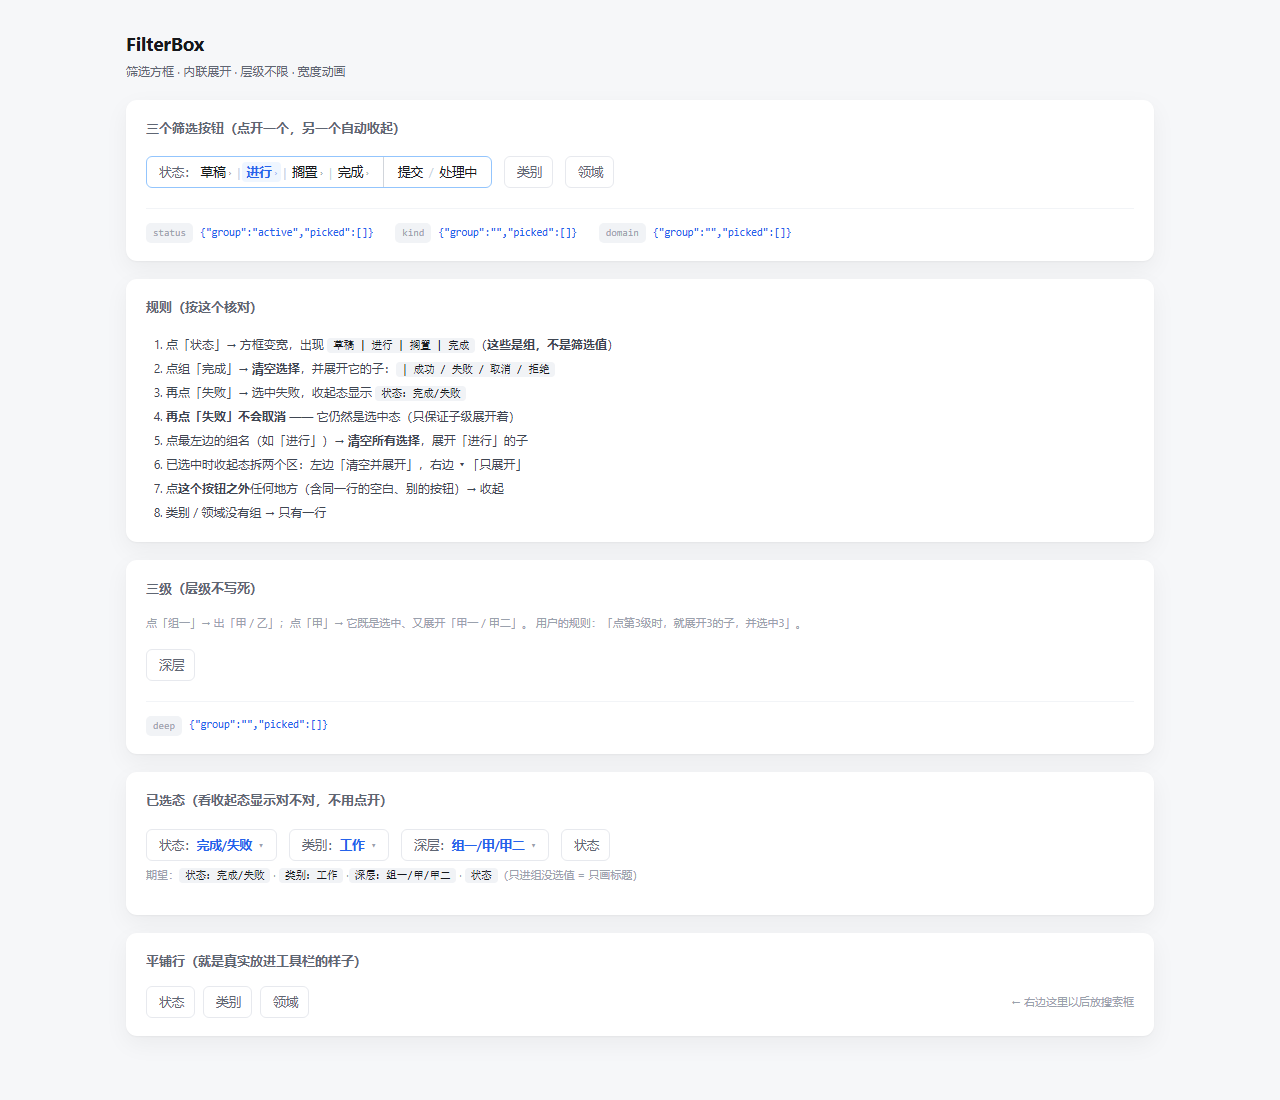 FilterBox
筛选方框 · 内联展开 · 层级不限 · 宽度动画
三个筛选按钮（点开一个，另一个自动收起）
状态： 草稿 › | 进行 › | 搁置 › | 完成 › 提交 / 处理中 类别 领域
status {"group":"active","picked":[]} kind {"group":"","picked":[]} domain {"group":"","picked":[]}
规则（按这个核对）
1. 点「状态」→ 方框变宽，出现 草稿 | 进行 | 搁置 | 完成 （这些是组，不是筛选值）
2. 点组「完成」→ 清空选择，并展开它的子： | 成功 / 失败 / 取消 / 拒绝
3. 再点「失败」→ 选中失败，收起态显示 状态：完成/失败
4. 再点「失败」不会取消 —— 它仍然是选中态（只保证子级展开着）
5. 点最左边的组名（如「进行」）→ 清空所有选择，展开「进行」的子
6. 已选中时收起态拆两个区：左边「清空并展开」，右边 ▾ 「只展开」
7. 点这个按钮之外任何地方（含同一行的空白、别的按钮）→ 收起
8. 类别 / 领域没有组 → 只有一行
三级（层级不写死）
点「组一」→ 出「甲 / 乙」；点「甲」→ 它既是选中、又展开「甲一 / 甲二」。 用户的规则：「点第3级时，就展开3的子，并选中3」。
深层
deep {"group":"","picked":[]}
已选态（看收起态显示对不对，不用点开）
状态：完成/失败 ▾ 类别：工作 ▾ 深层：组一/甲/甲二 ▾ 状态
期望： 状态：完成/失败 · 类别：工作 · 深层：组一/甲/甲二 · 状态 （只进组没选值 = 只画标题）
平铺行（就是真实放进工具栏的样子）
状态 类别 领域 ← 右边这里以后放搜索框